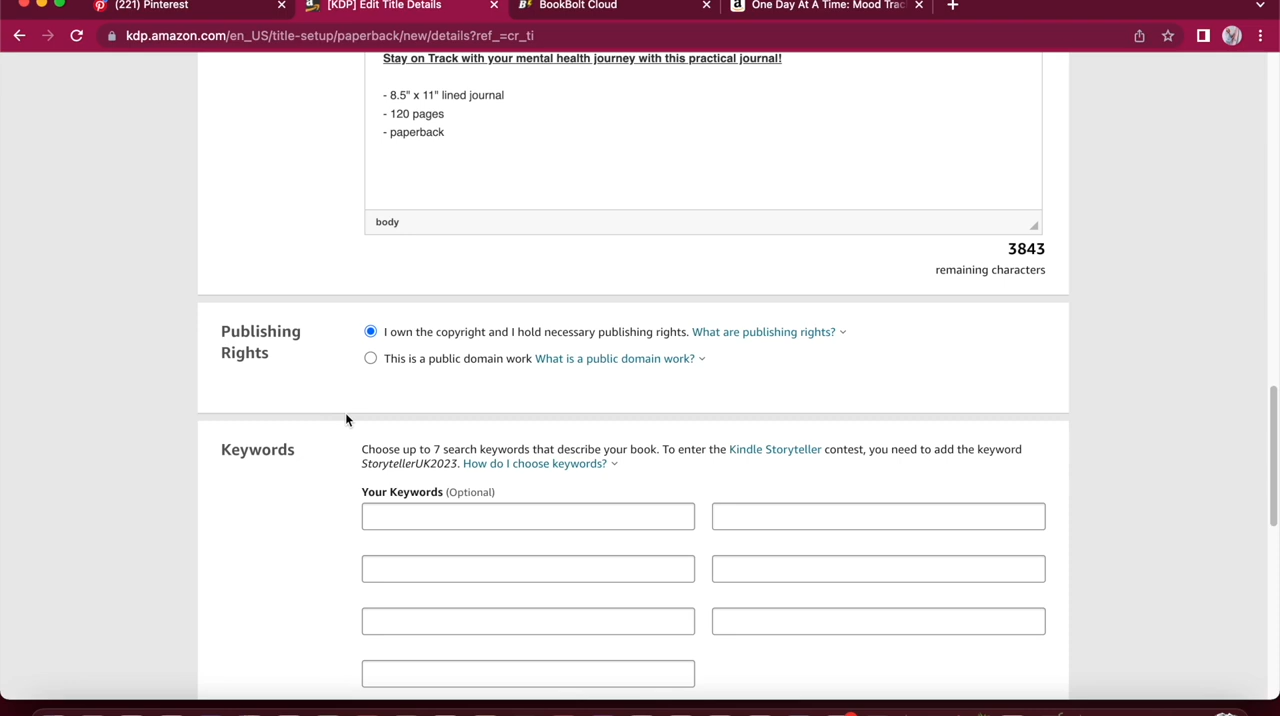 (221) Pinterest
[KDP] Edit Title Details
B
BookBolt Cloud
a
One Day At A Time: Mood Trac
kdp.amazon.com/en_US/title-setup/paperback/new/details?ref_=cr_ti
Stay on Track with your mental health journey with this practical journal!
- 8.5" x 11" lined journal
- 120 pages
- paperback
body
3843
remaining characters
Publishing
Rights
I own the copyright and I hold necessary publishing rights. What are publishing rights?
This is a public domain work What is a public domain work?
Keywords
Choose up to 7 search keywords that describe your book. To enter the Kindle Storyteller contest, you need to add the keyword
StorytellerUK2023. How do I choose keywords?
Your Keywords (Optional)